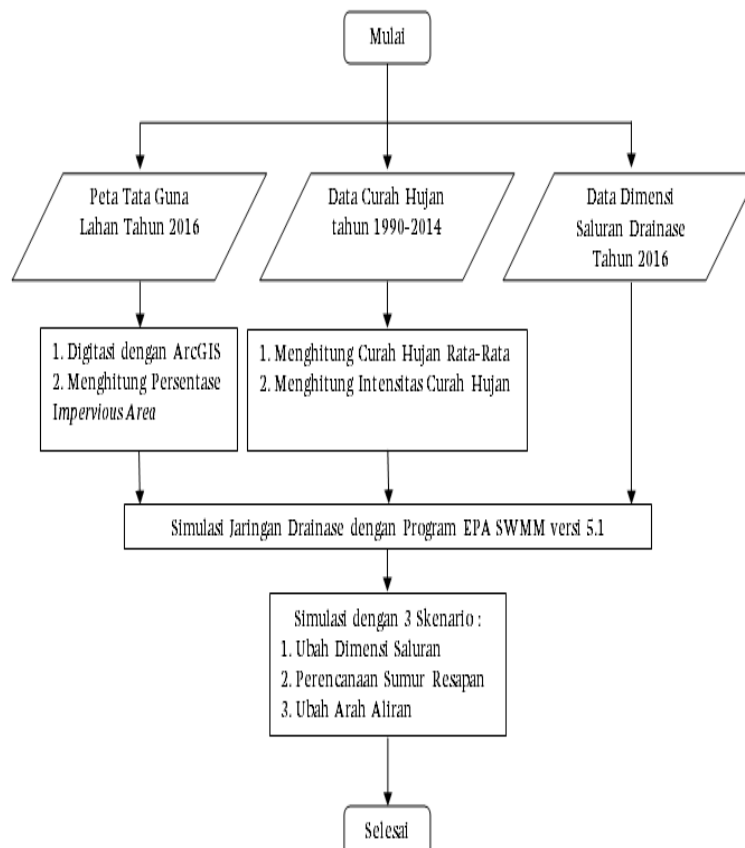 Mulai
Peta Tata Guna
Lahan Tahun 2016
Data Curah Hujan
tahun 1990-2014
Data Dimensi
Saluran Drainase
Tahun 2016
1. Digitasi dengan ArcGIS
2. Menghitung Persentase
Impervious Area
1. Menghitung Curah Hujan Rata-Rata
2. Menghitung Intensitas Curah Hujan
Simulasi Jaringan Drainase dengan Program EPA SWMM versi 5.1
Simulasi dengan 3 Skenario :
1. Ubah Dimensi Saluran
2. Perencanaan Sumur Resapan
3. Ubah Arah Aliran
Selesai